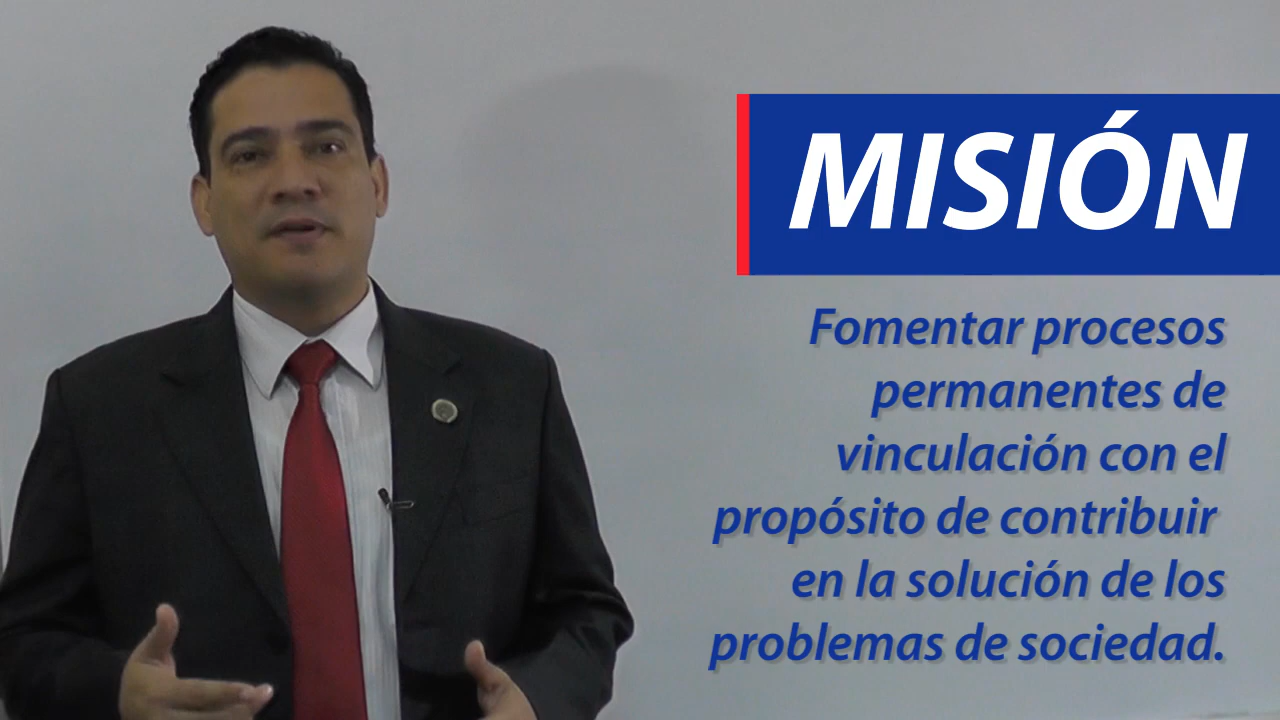 MISIÓN
Fomentar procesos
permanentes de
vinculación con el
propósito de contribuir
en la solución de los
problemas de sociedad.